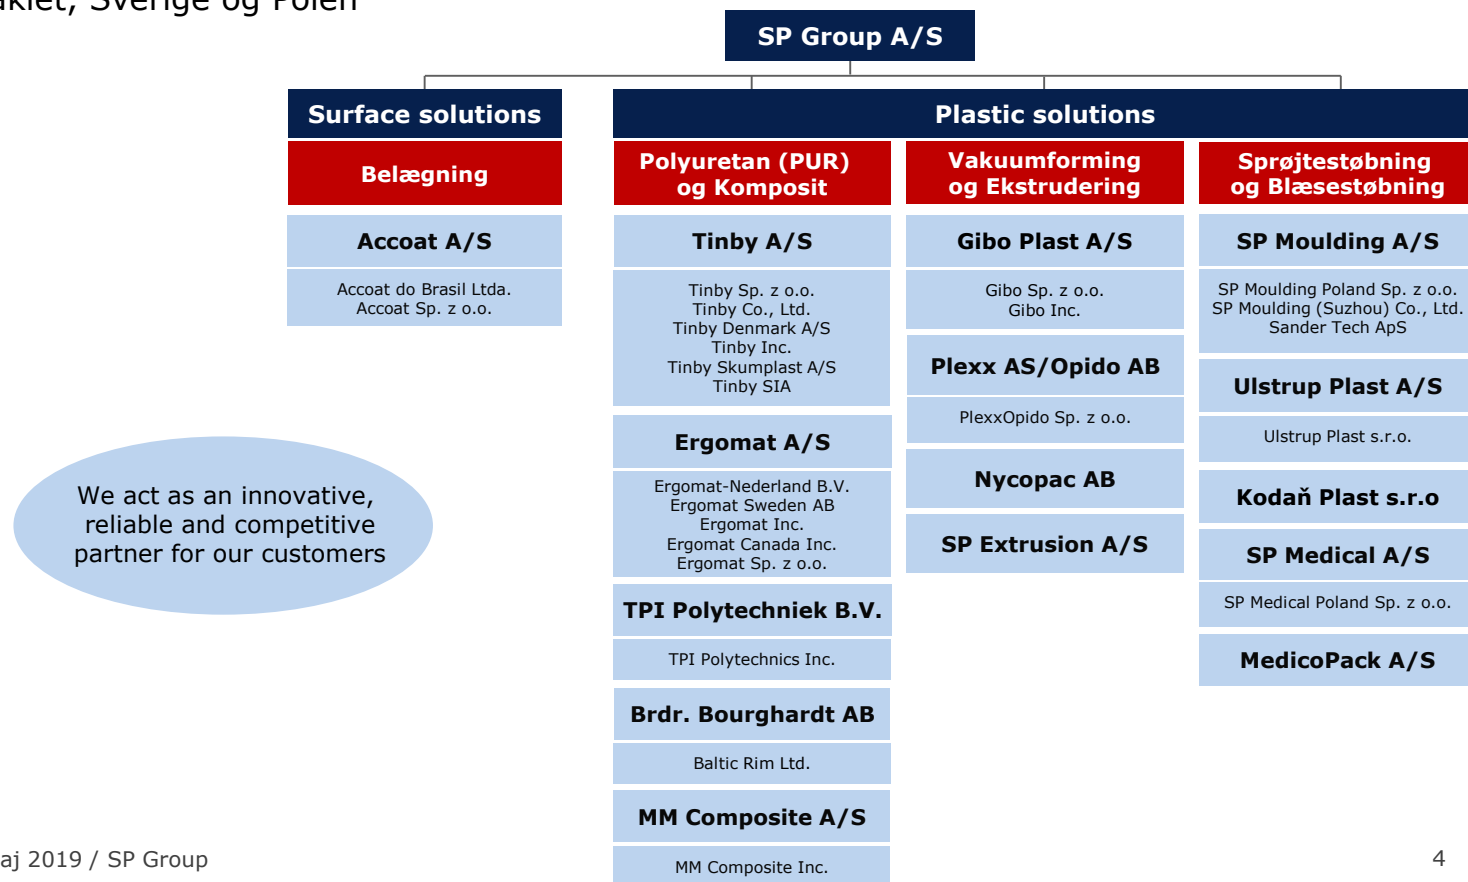 Sverige og Polen
SP Group A/S
Surface solutions
Plastic solutions
Belægning
Polyuretan (PUR)
og Komposit
Vakuumforming
og Ekstrudering
Sprøjtestøbning
og Blæsestøbning
Accoat A/S
Accoat do Brasil Ltda.
Accoat Sp. z o.o.
Tinby A/S
Tinby Sp. z o.o.
Tinby Co., Ltd.
Tinby Denmark A/S
Tinby Inc.
Tinby Skumplast A/S
Tinby SIA
Ergomat A/S
Ergomat-Nederland B.V.
Ergomat Sweden AB
Ergomat Inc.
Ergomat Canada Inc.
Ergomat Sp. z o.o.
TPI Polytechniek B.V.
TPI Polytechnics Inc.
Brdr. Bourghardt AB
Baltic Rim Ltd.
MM Composite A/S
MM Composite Inc.
Gibo Plast A/S
Gibo Sp. z o.o.
Gibo Inc.
Plexx AS/Opido AB
PlexxOpido Sp. z o.o.
Nycopac AB
SP Extrusion A/S
SP Moulding A/S
SP Moulding Poland Sp. z o.o.
SP Moulding (Suzhou) Co., Ltd.
Sander Tech ApS
Ulstrup Plast A/S
Ulstrup Plast s.r.o.
Kodaň Plast s.r.o
SP Medical A/S
SP Medical Poland Sp. z o.o.
MedicoPack A/S
We act as an innovative,
reliable and competitive
partner for our customers
aj 2019 / SP Group
4